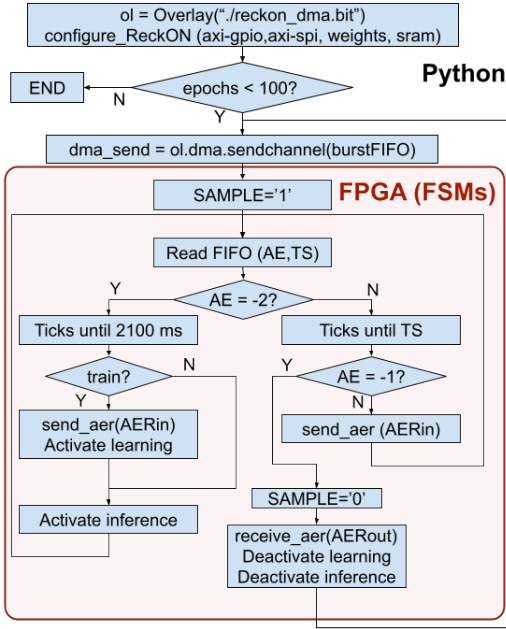 ol = Overlay(“./reckon_dma.bit”)
configure_ReckON (axi-gpio,axi-spi, weights, sram)
Python
END
N
epochs < 100?
Y
dma_send = ol.dma.sendchannel(burstFIFO)
SAMPLE=’1’
FPGA (FSMs)
Read FIFO (AE,TS)
Y
AE = -2?
N
Ticks until 2100 ms
Ticks until TS
train?
N
Y
AE = -1?
Y
N
send_aer(AERin)
Activate learning
send_aer (AERin)
SAMPLE=’0’
Activate inference
receive_aer(AERout)
Deactivate learning
Deactivate inference